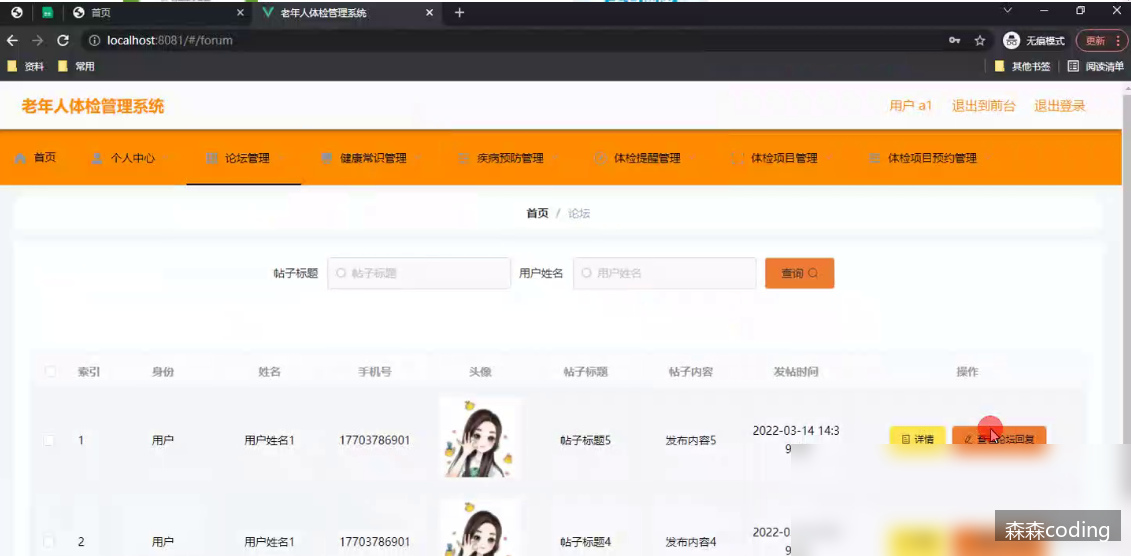 首页
老年人体检管理系统
localhost:8081/#/forum
无痕模式
更新
资料
常用
其他书签
阅读清单
老年人体检管理系统
用户 a1
退出到前台
退出登录
首页
个人中心
论坛管理
健康常识管理
疾病预防管理
体检提醒管理
体检项目管理
体检项目预约管理
首页 / 论坛
帖子标题
帖子标题
用户姓名
用户姓名
查询
索引 身份 姓名 手机号 头像 帖子标题 帖子内容 发帖时间 操作
1 用户 用户姓名1 17703786901 帖子标题5 发布内容5 2022-03-14 14:3
9
详情
查看论坛回复
2 用户 用户姓名1 17703786901 帖子标题4 发布内容4 2022-0
9
森森coding